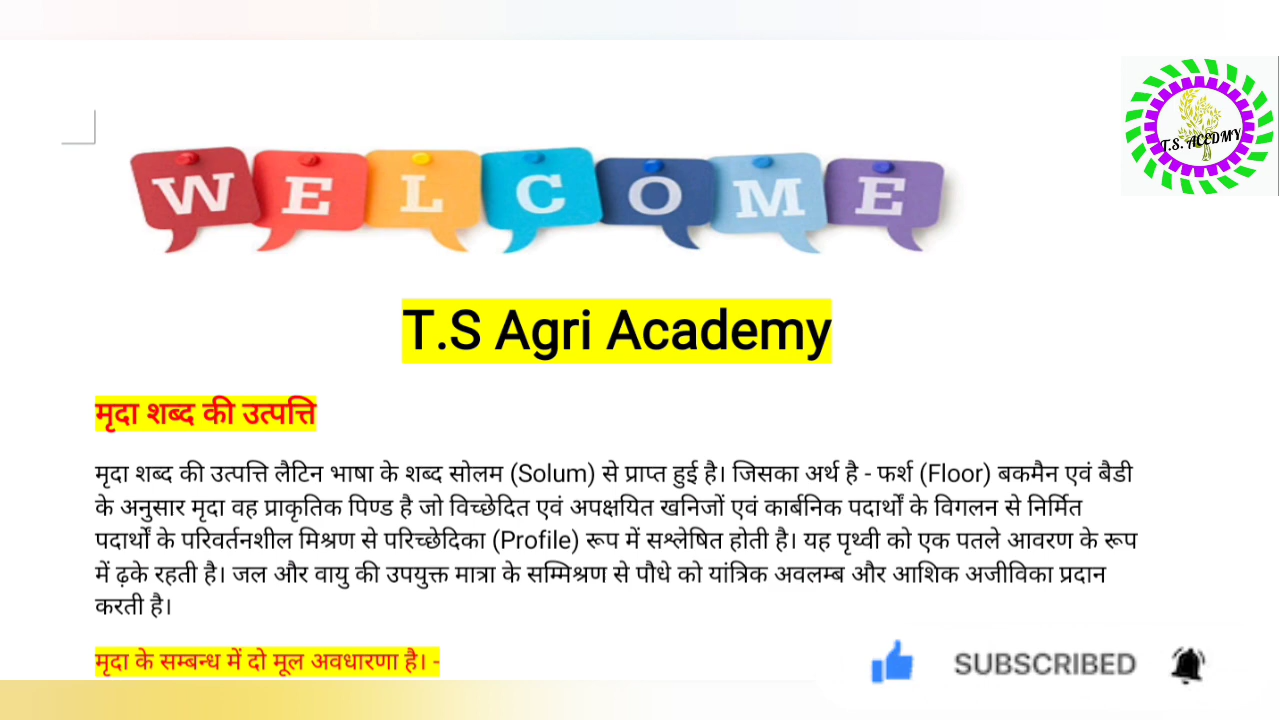 WELCOME
T.S. ACEDMY
T.S Agri Academy
मृदा शब्द की उत्पत्ति
मृदा शब्द की उत्पत्ति लैटिन भाषा के शब्द सोलम (Solum) से प्राप्त हुई है। जिसका अर्थ है - फर्श (Floor) बकमैन एवं बैडी
के अनुसार मृदा वह प्राकृतिक पिण्ड है जो विच्छेदित एवं अपक्षयित खनिजों एवं कार्बनिक पदार्थों के विगलन से निर्मित
पदार्थों के परिवर्तनशील मिश्रण से परिच्छेदिका (Profile) रूप में सश्लेषित होती है। यह पृथ्वी को एक पतले आवरण के रूप
में ढ़के रहती है। जल और वायु की उपयुक्त मात्रा के सम्मिश्रण से पौधे को यांत्रिक अवलम्ब और आशिक अजीविका प्रदान
करती है।
मृदा के सम्बन्ध में दो मूल अवधारणा है। -
SUBSCRIBED